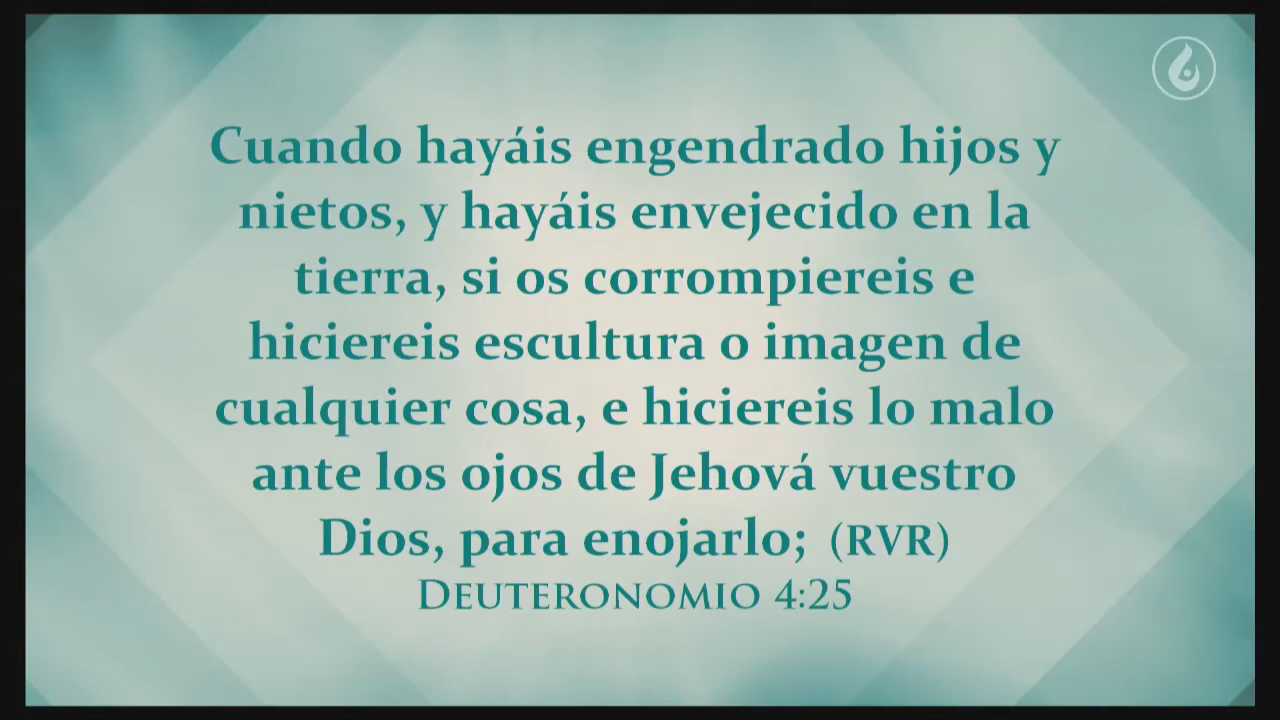 Cuando hayáis engendrado hijos y
nietos, y hayáis envejecido en la
tierra, si os corrompiereis e
hiciereis escultura o imagen de
cualquier cosa, e hiciereis lo malo
ante los ojos de Jehová vuestro
Dios, para enojarlo; (RVR)
Deuteronomio 4:25